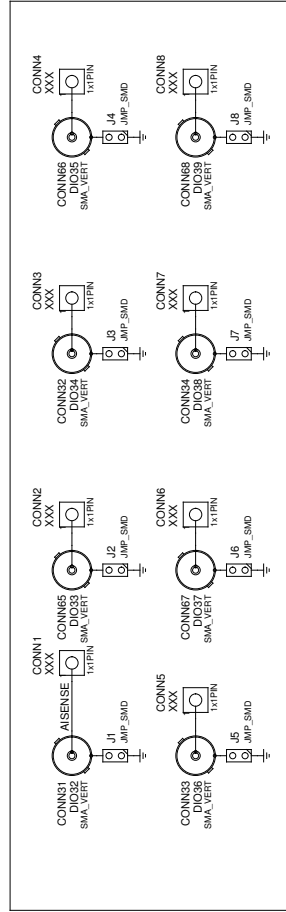 CONN31
DIO32
SMA_VERT
AISENSE
CONN1
XXX
1x1PIN
J1
JMP_SMD
CONN65
DIO33
SMA_VERT
CONN2
XXX
1x1PIN
J2
JMP_SMD
CONN32
DIO34
SMA_VERT
CONN3
XXX
1x1PIN
J3
JMP_SMD
CONN66
DIO35
SMA_VERT
CONN4
XXX
1x1PIN
J4
JMP_SMD
CONN33
DIO36
SMA_VERT
CONN5
XXX
1x1PIN
J5
JMP_SMD
CONN67
DIO37
SMA_VERT
CONN6
XXX
1x1PIN
J6
JMP_SMD
CONN34
DIO38
SMA_VERT
CONN7
XXX
1x1PIN
J7
JMP_SMD
CONN68
DIO39
SMA_VERT
CONN8
XXX
1x1PIN
J8
JMP_SMD